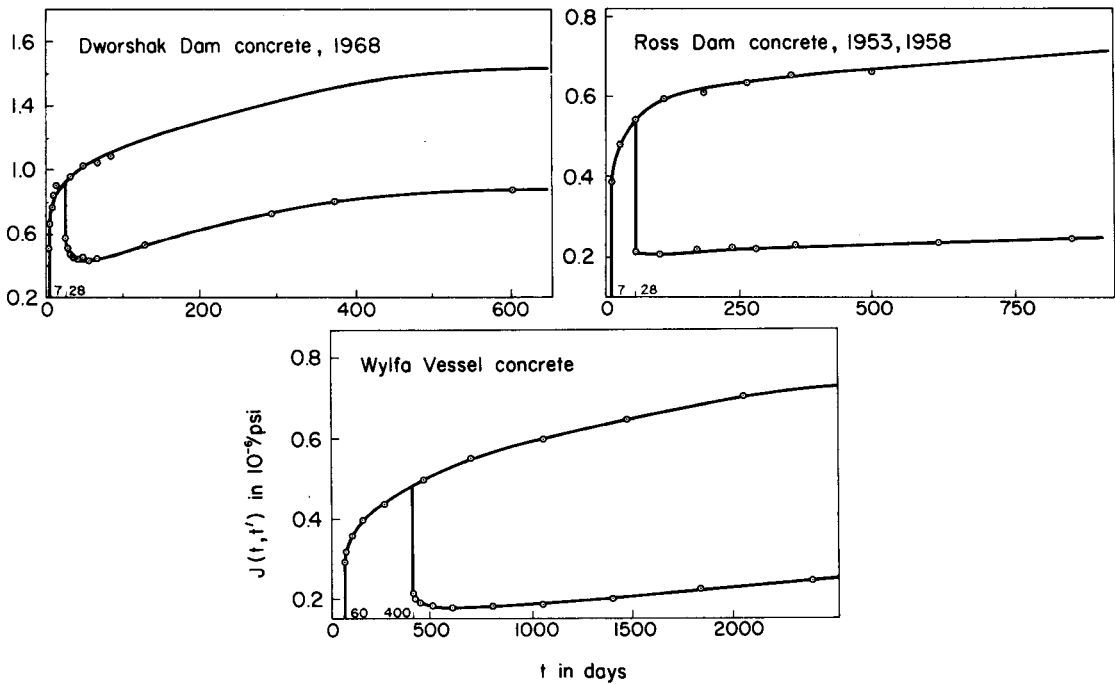 Dworshak Dam concrete, 1968
1.6
1.4
1.0
0.6
0.2
7 28
0 200 400 600
Ross Dam concrete, 1953, 1958
0.8
0.6
0.4
0.2
7 28
0 250 500 750
Wylfa Vessel concrete
J(t,t') in 10⁻⁶/psi
0.8
0.6
0.4
0.2
60 400
0 500 1000 1500 2000
t in days